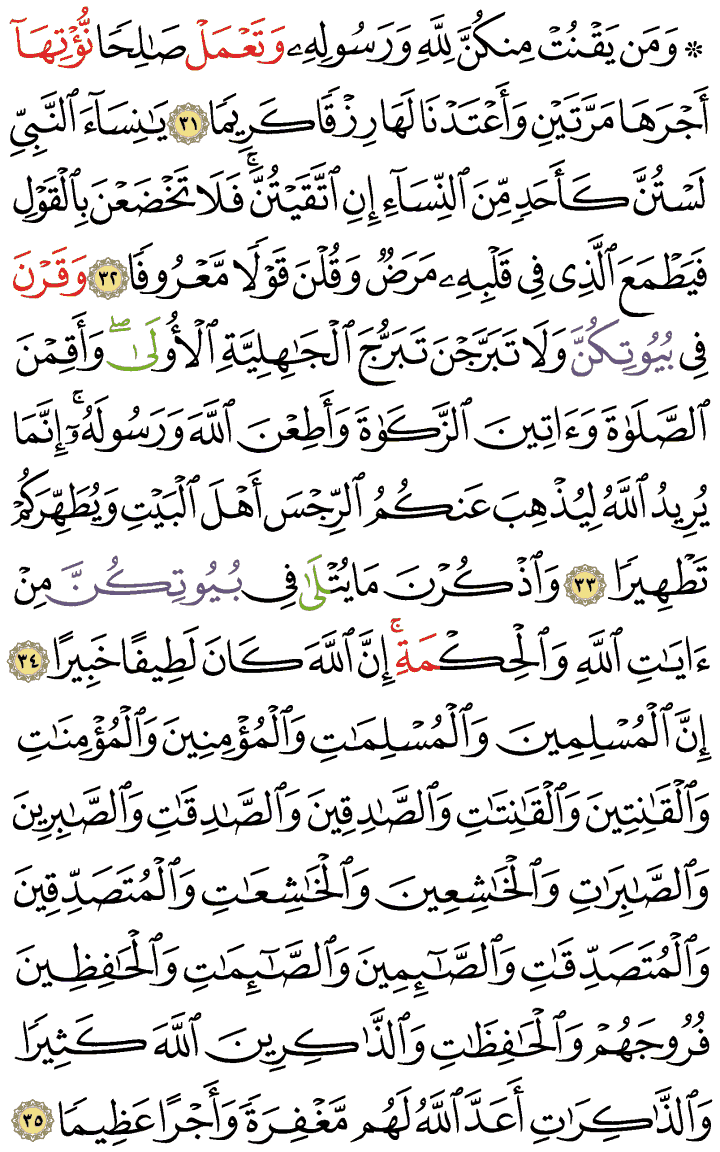 ۞ وَمَن يَقْنُتْ مِنكُنَّ لِلَّهِ وَرَسُولِهِۦ وَتَعْمَلْ صَٰلِحًا نُّؤْتِهَآ
أَجْرَهَا مَرَّتَيْنِ وَأَعْتَدْنَا لَهَا رِزْقًا كَرِيمًا ٣١ يَٰنِسَآءَ ٱلنَّبِيِّ
لَسْتُنَّ كَأَحَدٍ مِّنَ ٱلنِّسَآءِ إِنِ ٱتَّقَيْتُنَّ ۚ فَلَا تَخْضَعْنَ بِٱلْقَوْلِ
فَيَطْمَعَ ٱلَّذِى فِى قَلْبِهِۦ مَرَضٌ وَقُلْنَ قَوْلًا مَّعْرُوفًا ٣٢ وَقَرْنَ
فِى بُيُوتِكُنَّ وَلَا تَبَرَّجْنَ تَبَرُّجَ ٱلْجَٰهِلِيَّةِ ٱلْأُولَىٰ ۖ وَأَقِمْنَ
ٱلصَّلَوٰةَ وَءَاتِينَ ٱلزَّكَوٰةَ وَأَطِعْنَ ٱللَّهَ وَرَسُولَهُۥٓ ۚ إِنَّمَا
يُرِيدُ ٱللَّهُ لِيُذْهِبَ عَنكُمُ ٱلرِّجْسَ أَهْلَ ٱلْبَيْتِ وَيُطَهِّرَكُمْ
تَطْهِيرًا ٣٣ وَٱذْكُرْنَ مَا يُتْلَىٰ فِى بُيُوتِكُنَّ مِنْ
ءَايَٰتِ ٱللَّهِ وَٱلْحِكْمَةِ ۚ إِنَّ ٱللَّهَ كَانَ لَطِيفًا خَبِيرًا ٣٤
إِنَّ ٱلْمُسْلِمِينَ وَٱلْمُسْلِمَٰتِ وَٱلْمُؤْمِنِينَ وَٱلْمُؤْمِنَٰتِ
وَٱلْقَٰنِتِينَ وَٱلْقَٰنِتَٰتِ وَٱلصَّٰدِقِينَ وَٱلصَّٰدِقَٰتِ وَٱلصَّٰبِرِينَ
وَٱلصَّٰبِرَٰتِ وَٱلْخَٰشِعِينَ وَٱلْخَٰشِعَٰتِ وَٱلْمُتَصَدِّقِينَ
وَٱلْمُتَصَدِّقَٰتِ وَٱلصَّٰٓئِمِينَ وَٱلصَّٰٓئِمَٰتِ وَٱلْحَٰفِظِينَ
فُرُوجَهُمْ وَٱلْحَٰفِظَٰتِ وَٱلذَّٰكِرِينَ ٱللَّهَ كَثِيرًا
وَٱلذَّٰكِرَٰتِ أَعَدَّ ٱللَّهُ لَهُم مَّغْفِرَةً وَأَجْرًا عَظِيمًا ٣٥